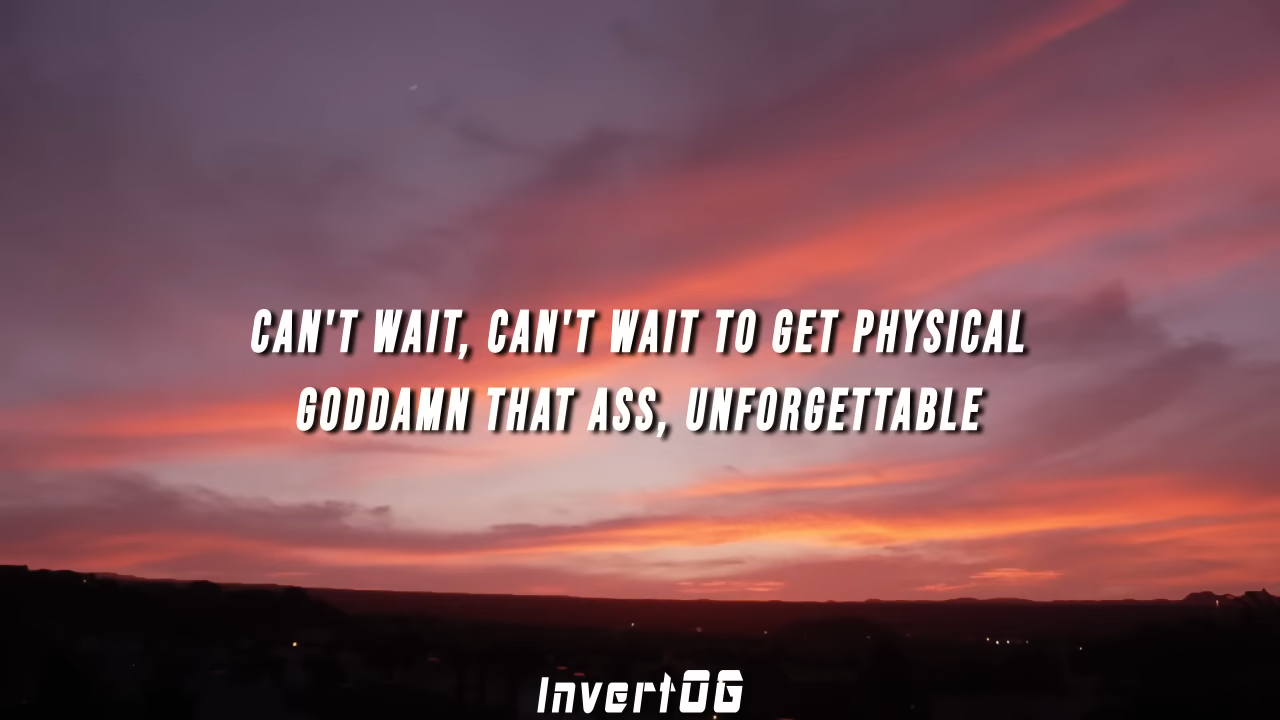 CAN'T WAIT, CAN'T WAIT TO GET PHYSICAL
GODDAMN THAT ASS, UNFORGETTABLE
InvertOG